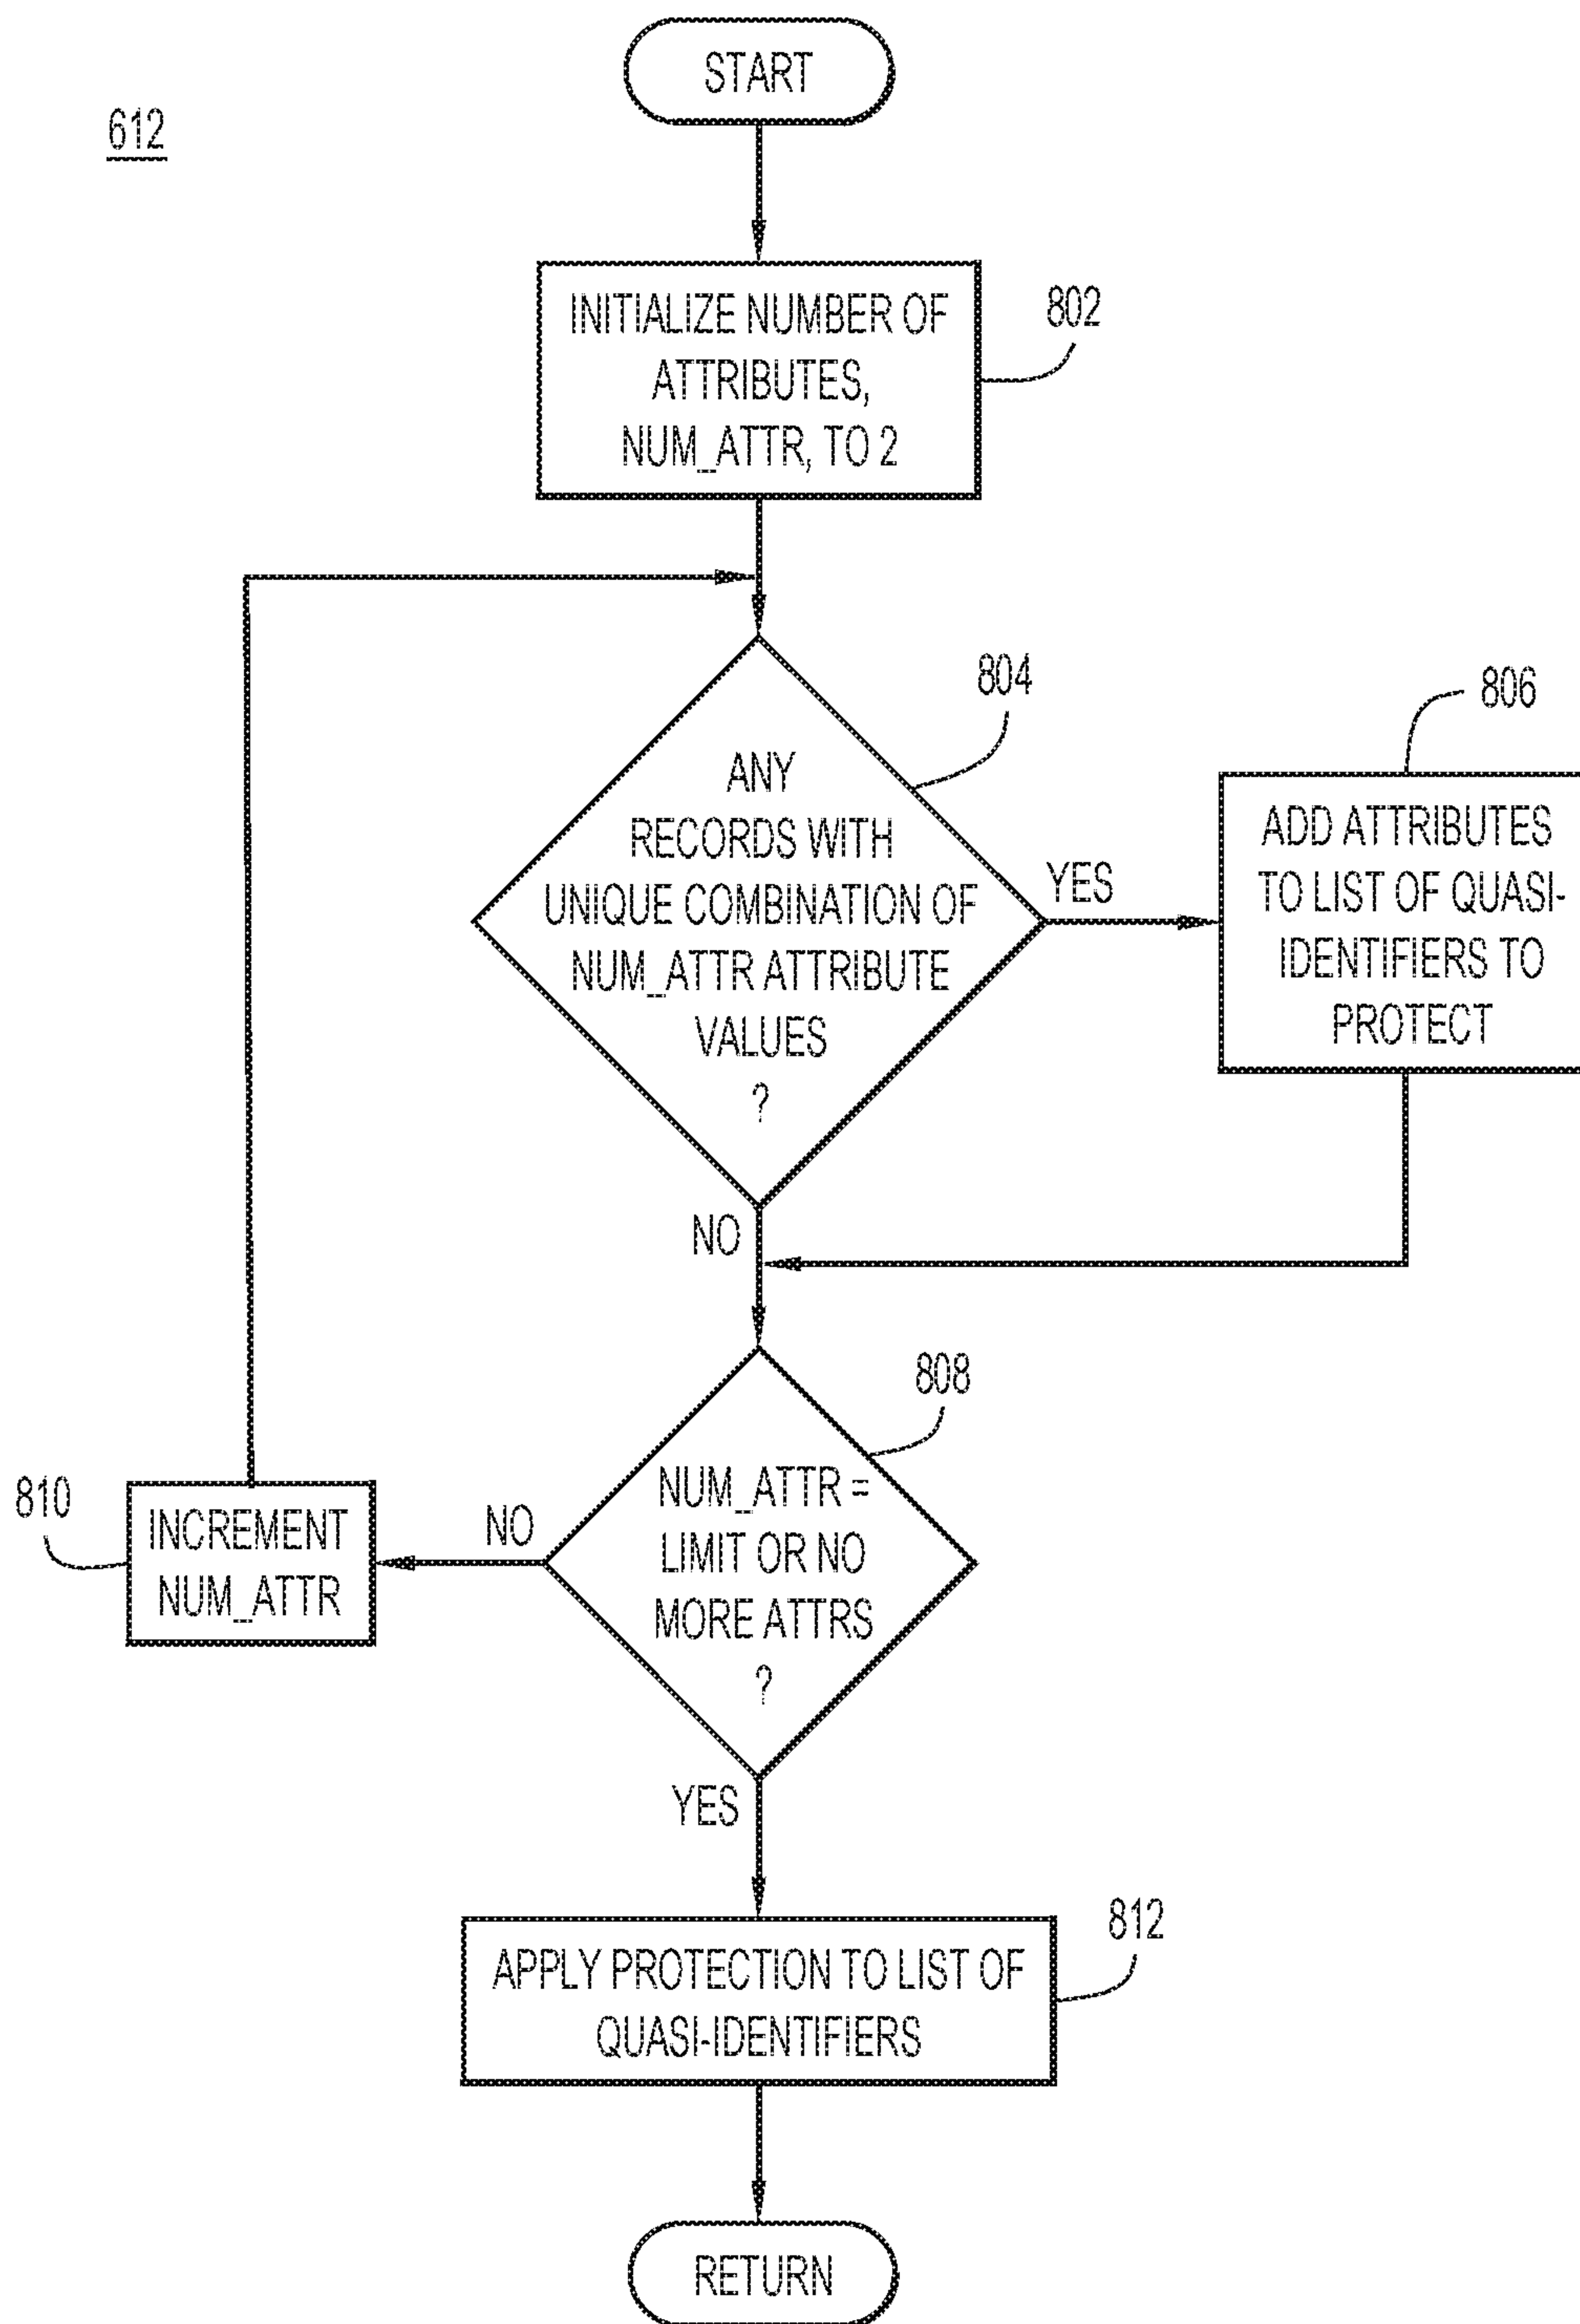 START
612
INITIALIZE NUMBER OF
ATTRIBUTES,
NUM_ATTR, TO 2
802
804
806
ANY
RECORDS WITH
UNIQUE COMBINATION OF
NUM_ATTR ATTRIBUTE
VALUES
?
YES
ADD ATTRIBUTES
TO LIST OF QUASI-
IDENTIFIERS TO
PROTECT
NO
808
NUM_ATTR =
LIMIT OR NO
MORE ATTRS
?
NO
810
INCREMENT
NUM_ATTR
YES
812
APPLY PROTECTION TO LIST OF
QUASI-IDENTIFIERS
RETURN